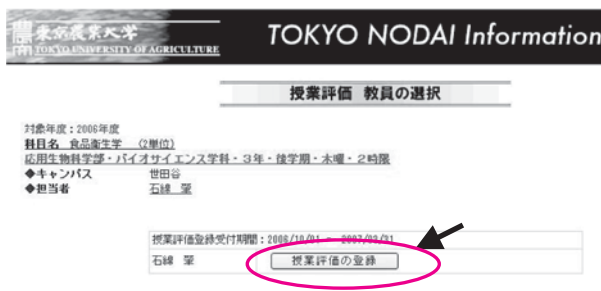 東京農業大学
TOKYO UNIVERSITY OF AGRICULTURE
TOKYO NODAI Information
授業評価 教員の選択
対象年度：2006年度
科目名 食品衛生学 (2単位)
応用生物科学部・バイオサイエンス学科・3年・後学期・木曜・2時限
◆キャンパス 世田谷
◆担当者 石綿 肇
授業評価登録受付期間：2006/10/01 ～ 2007/03/31
石綿 肇 授業評価の登録